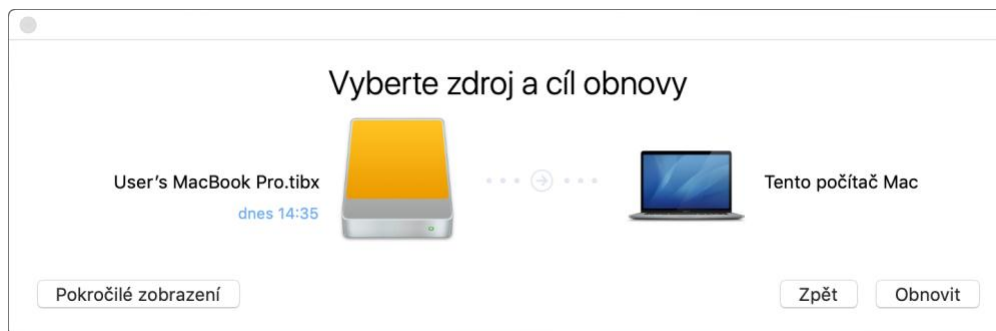 Vyberte zdroj a cíl obnovy
User's MacBook Pro.tibx
dnes 14:35
Tento počítač Mac
Pokročilé zobrazení
Zpět
Obnovit